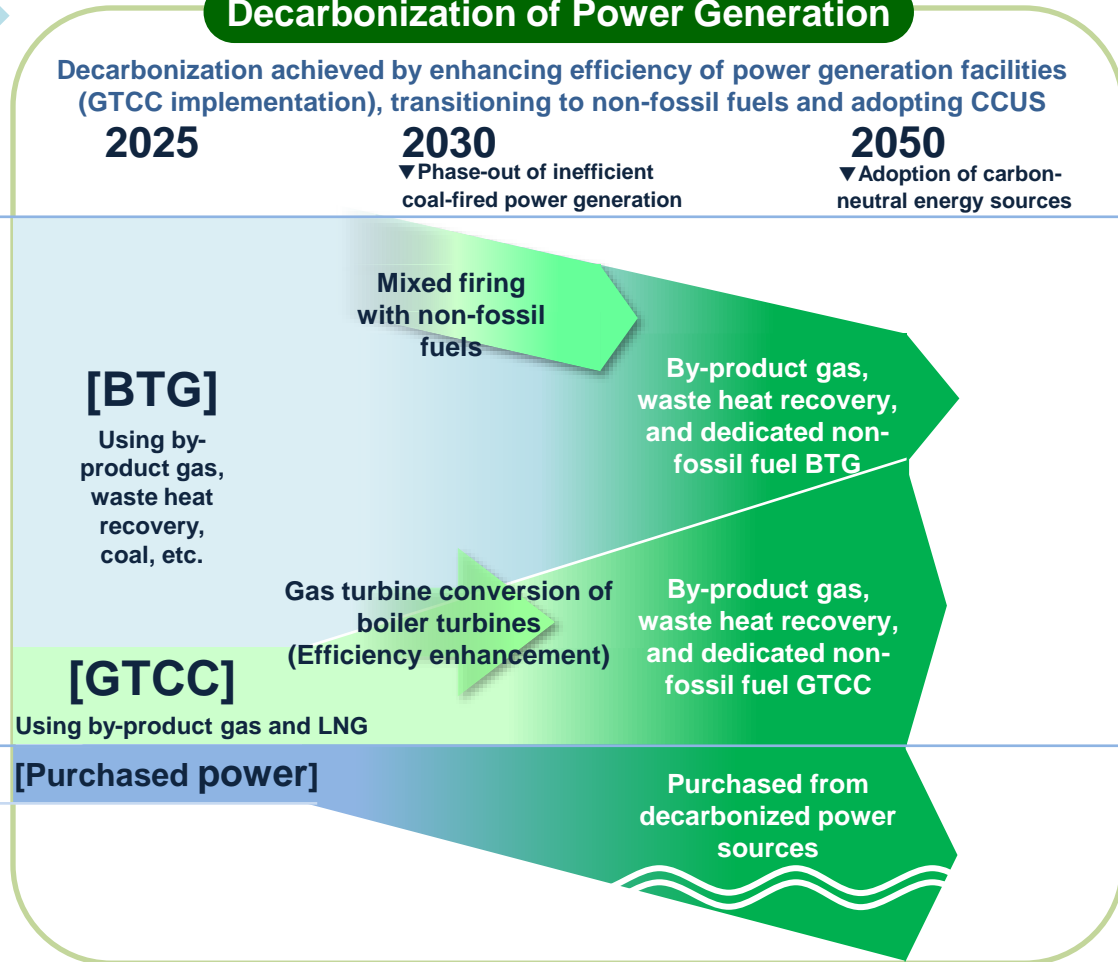 Decarbonization of Power Generation
Decarbonization achieved by enhancing efficiency of power generation facilities
(GTCC implementation), transitioning to non-fossil fuels and adopting CCUS
2025
2030
▼Phase-out of inefficient
coal-fired power generation
2050
▼Adoption of carbon-
neutral energy sources
Mixed firing
with non-fossil
fuels
[BTG]
Using by-
product gas,
waste heat
recovery,
coal, etc.
By-product gas,
waste heat recovery,
and dedicated non-
fossil fuel BTG
Gas turbine conversion of
boiler turbines
(Efficiency enhancement)
By-product gas,
waste heat recovery,
and dedicated non-
fossil fuel GTCC
[GTCC]
Using by-product gas and LNG
[Purchased power]
Purchased from
decarbonized power
sources